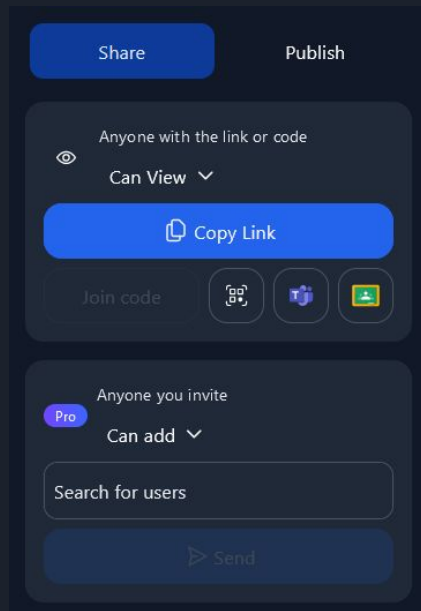 Share
Publish
Anyone with the link or code
Can View
Copy Link
Join code
Anyone you invite
Pro
Can add
Search for users
Send